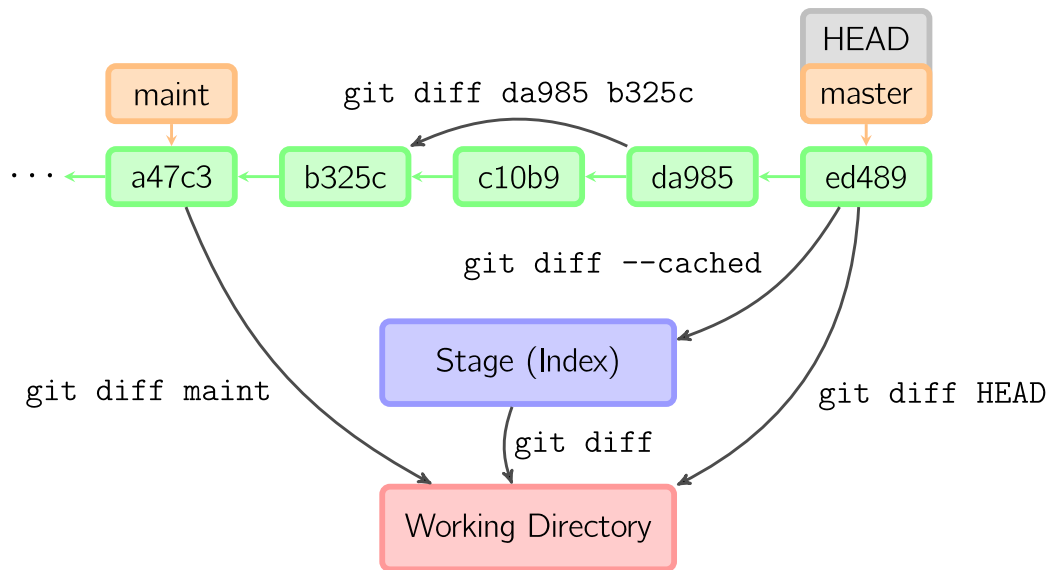 HEAD
maint
git diff da985 b325c
master
...
a47c3
b325c
c10b9
da985
ed489
git diff --cached
Stage (Index)
git diff maint
git diff HEAD
git diff
Working Directory